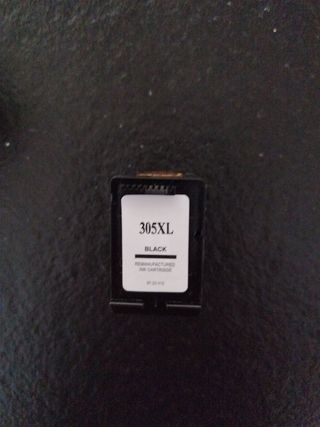 305XL
BLACK
REMANUFACTURED
INK CARTRIDGE